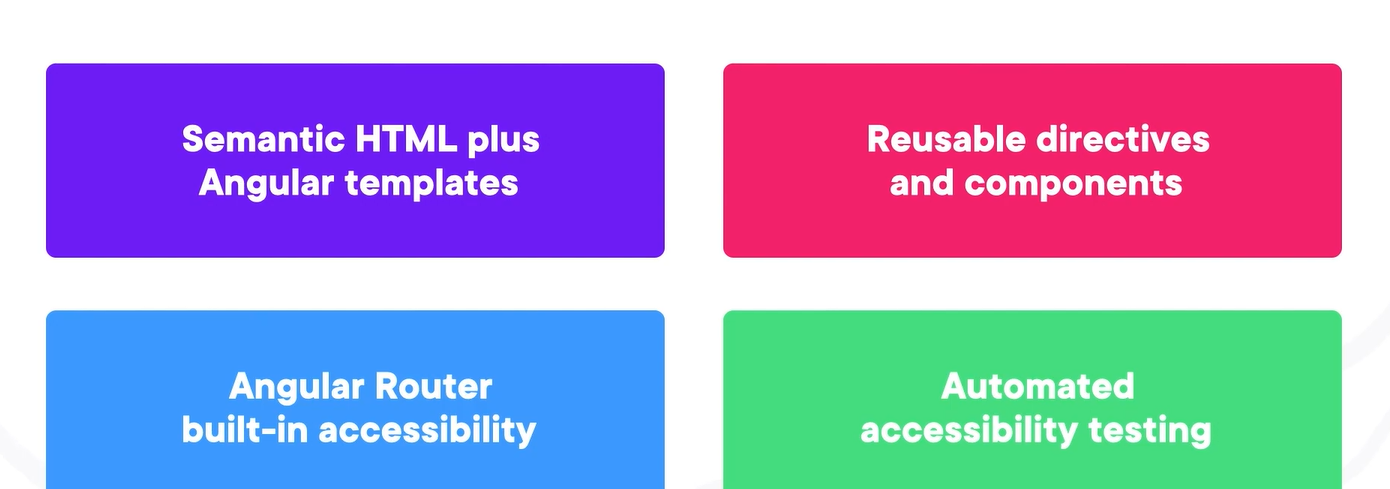 Semantic HTML plus
Angular templates
Reusable directives
and components
Angular Router
built-in accessibility
Automated
accessibility testing